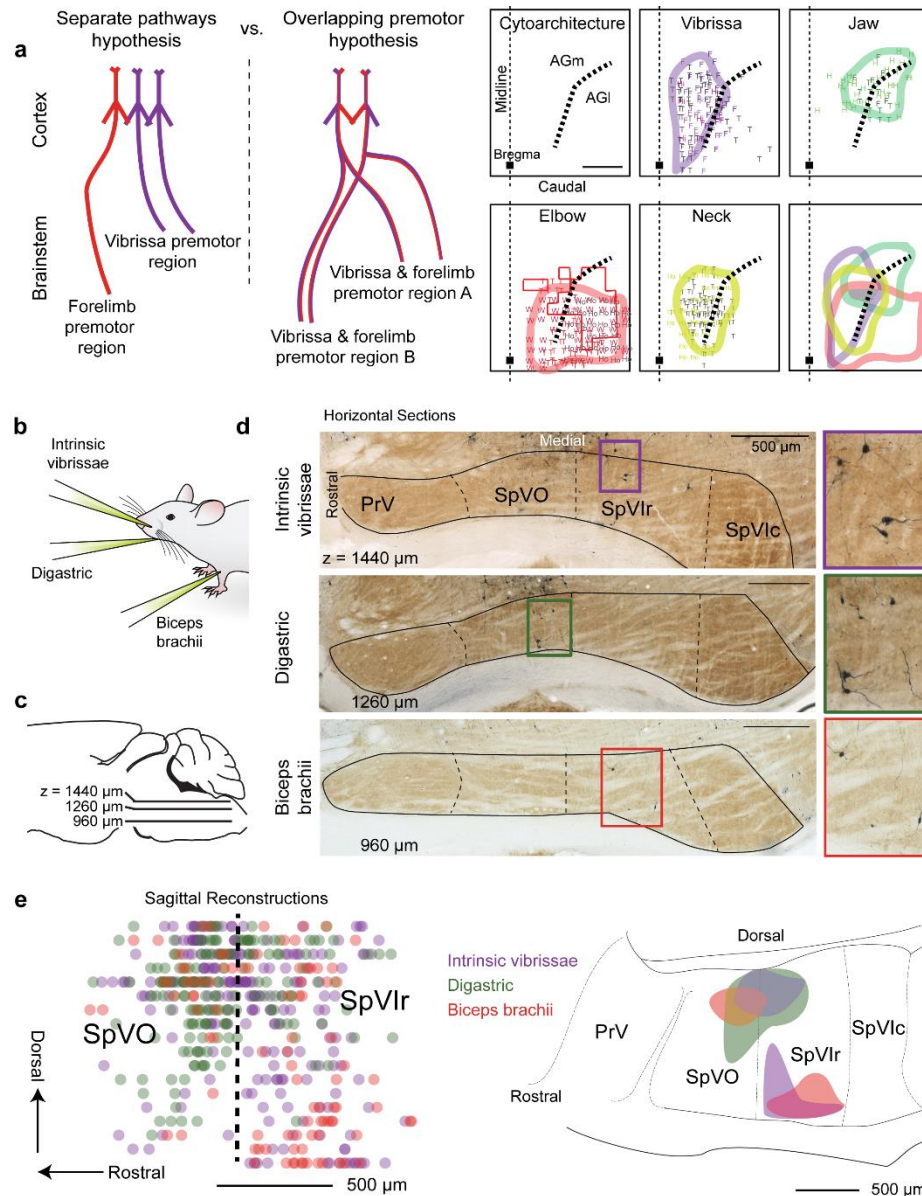 a
Separate pathways
hypothesis
vs.
Overlapping premotor
hypothesis
Cortex
Brainstem
Vibrissa premotor
region
Forelimb
premotor
region
Vibrissa & forelimb
premotor region A
Vibrissa & forelimb
premotor region B
Cytoarchitecture
Midline
AGm
AGl
Bregma
Caudal
Vibrissa
Jaw
Elbow
Neck
b
Intrinsic
vibrissae
Digastric
Biceps
brachii
c
z = 1440 µm
1260 µm
960 µm
d
Horizontal Sections
Intrinsic
vibrissae
Rostral
Medial
500 µm
PrV
SpVO
SpVIr
SpVIc
z = 1440 µm
Digastric
1260 µm
Biceps
brachii
960 µm
e
Sagittal Reconstructions
SpVO
SpVIr
Dorsal
Rostral
500 µm
Intrinsic vibrissae
Digastric
Biceps brachii
Dorsal
PrV
SpVO
SpVIr
SpVIc
Rostral
500 µm